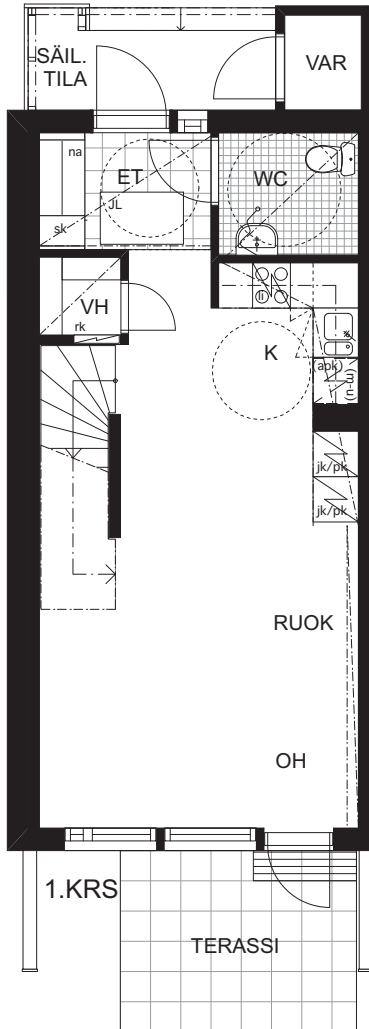 SÄIL.
TILA
VAR
na
ET
WC
JL
sk
VH
rk
(li)
K
(apk)
(m-u)
jk/pk
jk/pk
RUOK
OH
1.KRS
TERASSI